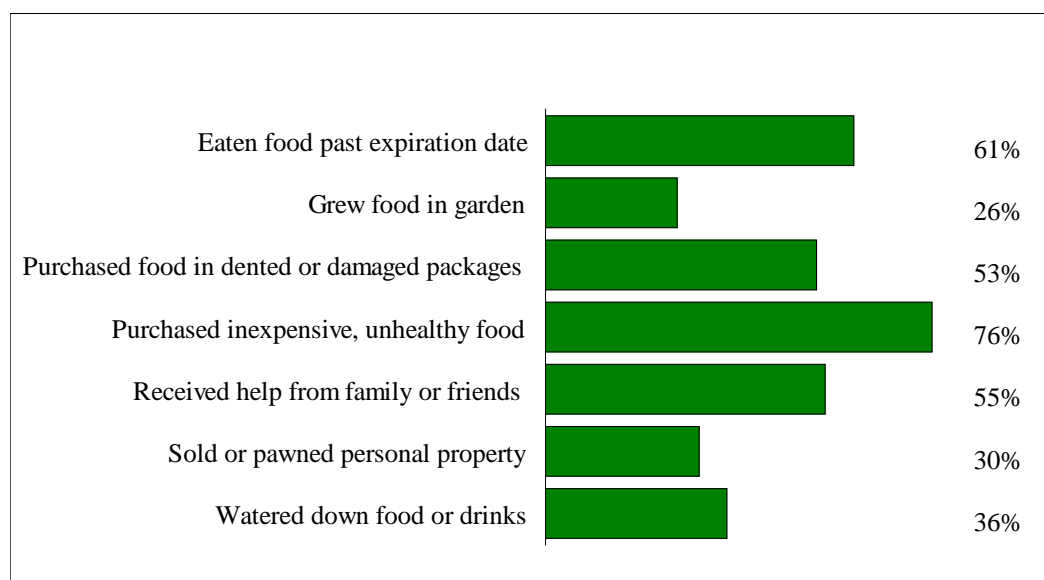 Eaten food past expiration date 61%
Grew food in garden 26%
Purchased food in dented or damaged packages 53%
Purchased inexpensive, unhealthy food 76%
Received help from family or friends 55%
Sold or pawned personal property 30%
Watered down food or drinks 36%